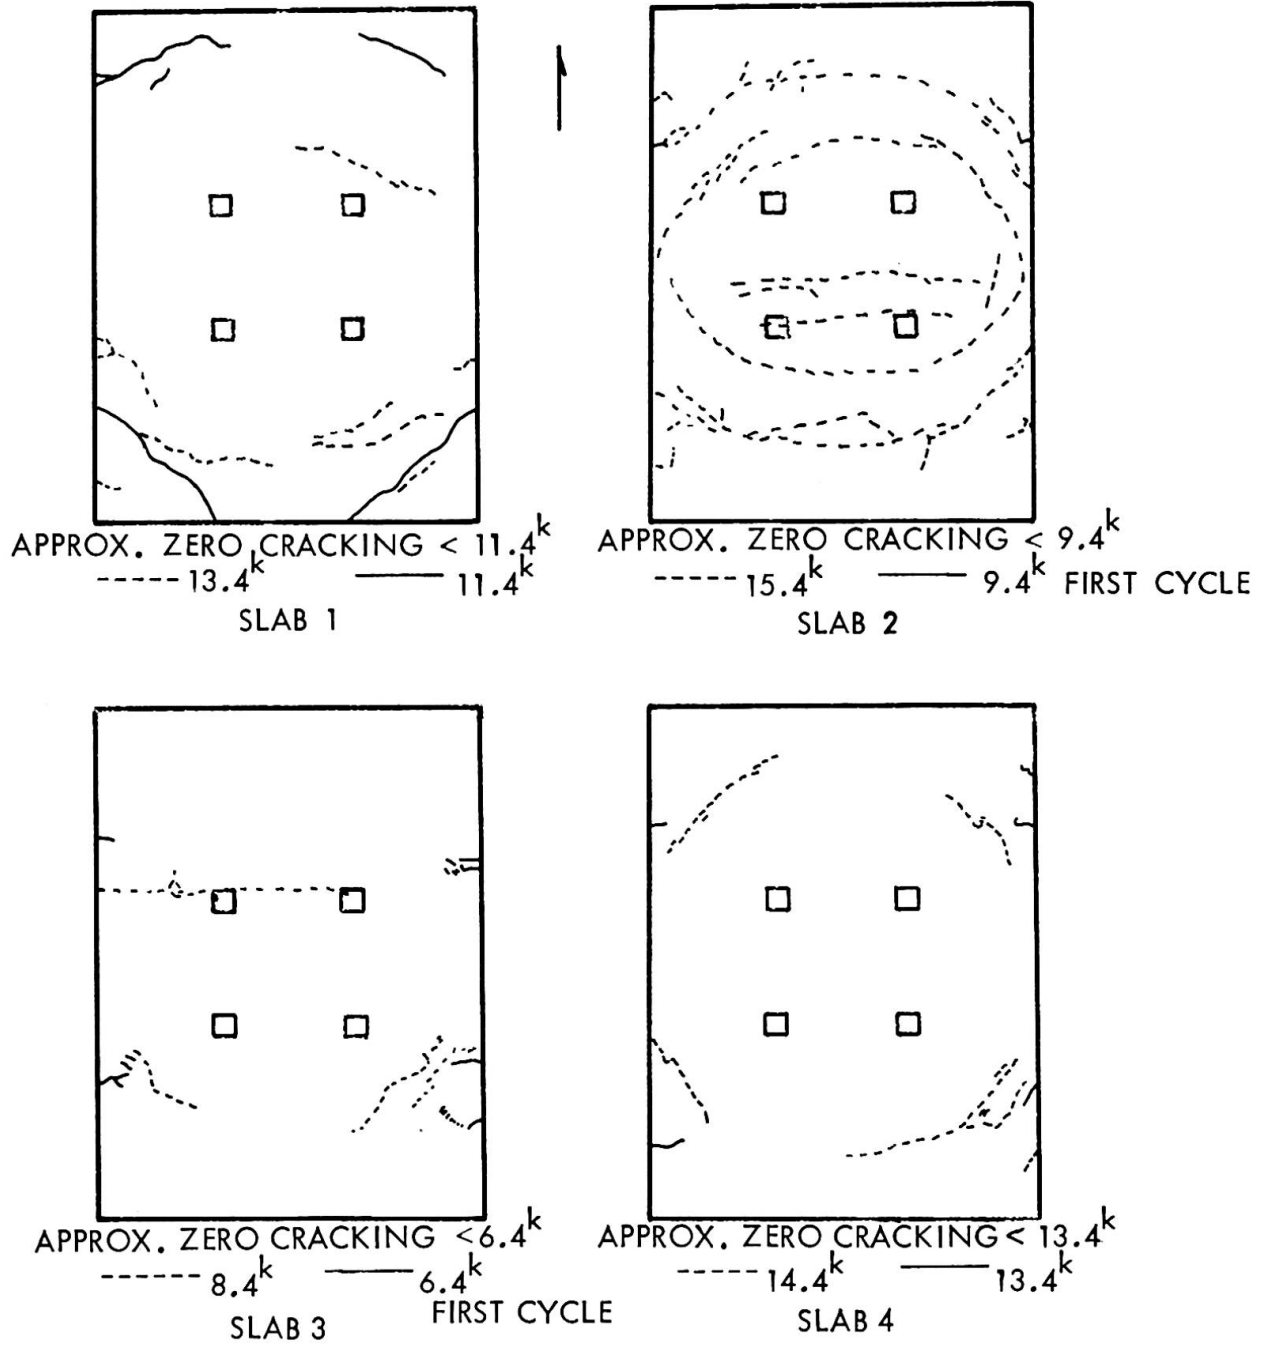 APPROX. ZERO CRACKING < 11.4k
13.4k 11.4k
SLAB 1
APPROX. ZERO CRACKING < 9.4k
15.4k 9.4k FIRST CYCLE
SLAB 2
APPROX. ZERO CRACKING <6.4k
8.4k 6.4k
FIRST CYCLE
SLAB 3
APPROX. ZERO CRACKING< 13.4k
14.4k 13.4k
SLAB 4